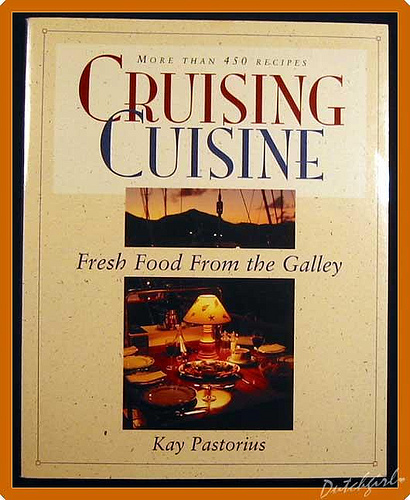 MORE THAN 450 RECIPES
CRUISING
CUISINE
Fresh Food From the Galley
Kay Pastorius
Dutchgirl